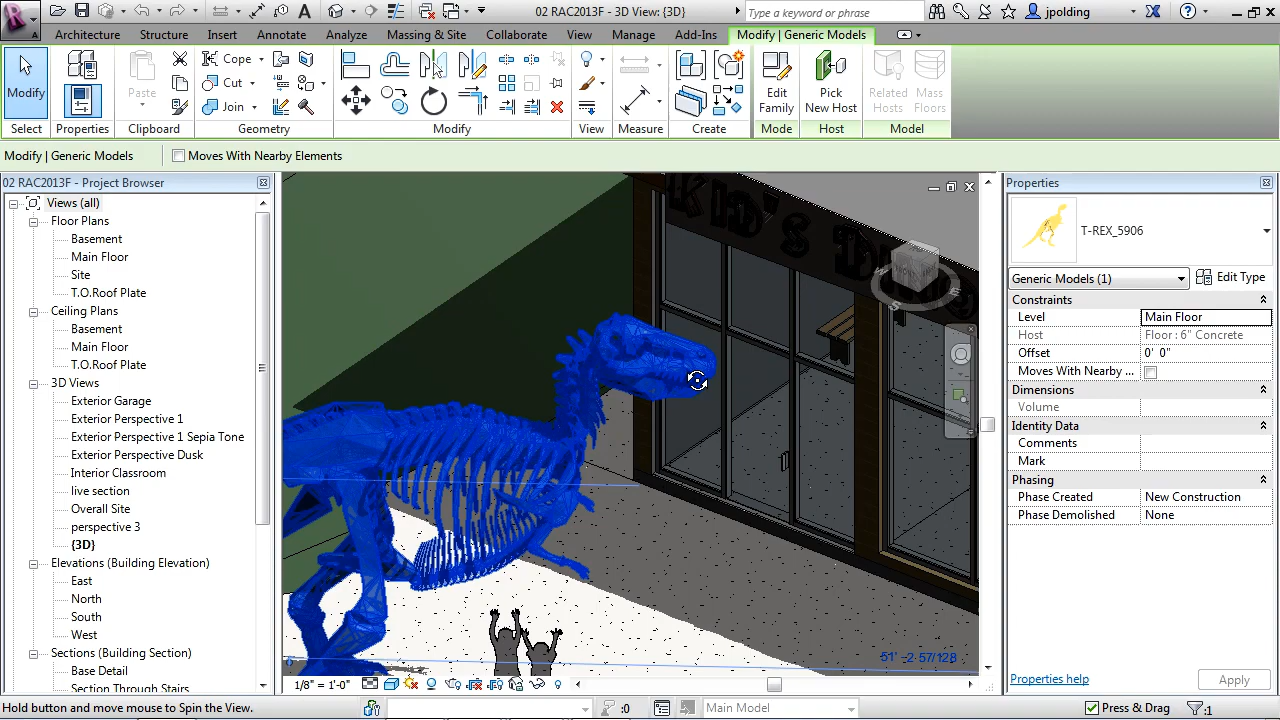 02 RAC2013F - 3D View: {3D}
Type a keyword or phrase
jpolding
Architecture Structure Insert Annotate Analyze Massing & Site Collaborate View Manage Add-Ins Modify | Generic Models
Modify
Paste
Cope
Cut
Join
Edit Family
Pick New Host
Related Hosts
Mass Floors
Select Properties Clipboard Geometry Modify View Measure Create Mode Host Model
Modify | Generic Models
Moves With Nearby Elements
02 RAC2013F - Project Browser
Views (all)
Floor Plans
Basement
Main Floor
Site
T.O.Roof Plate
Ceiling Plans
Basement
Main Floor
T.O.Roof Plate
3D Views
Exterior Garage
Exterior Perspective 1
Exterior Perspective 1 Sepia Tone
Exterior Perspective Dusk
Interior Classroom
live section
Overall Site
perspective 3
{3D}
Elevations (Building Elevation)
East
North
South
West
Sections (Building Section)
Base Detail
Section Through Stairs
KID'S
51' -2 57/128
1/8" = 1'-0"
Properties
T-REX_5906
Generic Models (1)
Edit Type
Constraints
Level Main Floor
Host Floor : 6" Concrete
Offset 0' 0"
Moves With Nearby ...
Dimensions
Volume
Identity Data
Comments
Mark
Phasing
Phase Created New Construction
Phase Demolished None
Properties help
Apply
Hold button and move mouse to Spin the View.
:0
Main Model
Press & Drag
:1